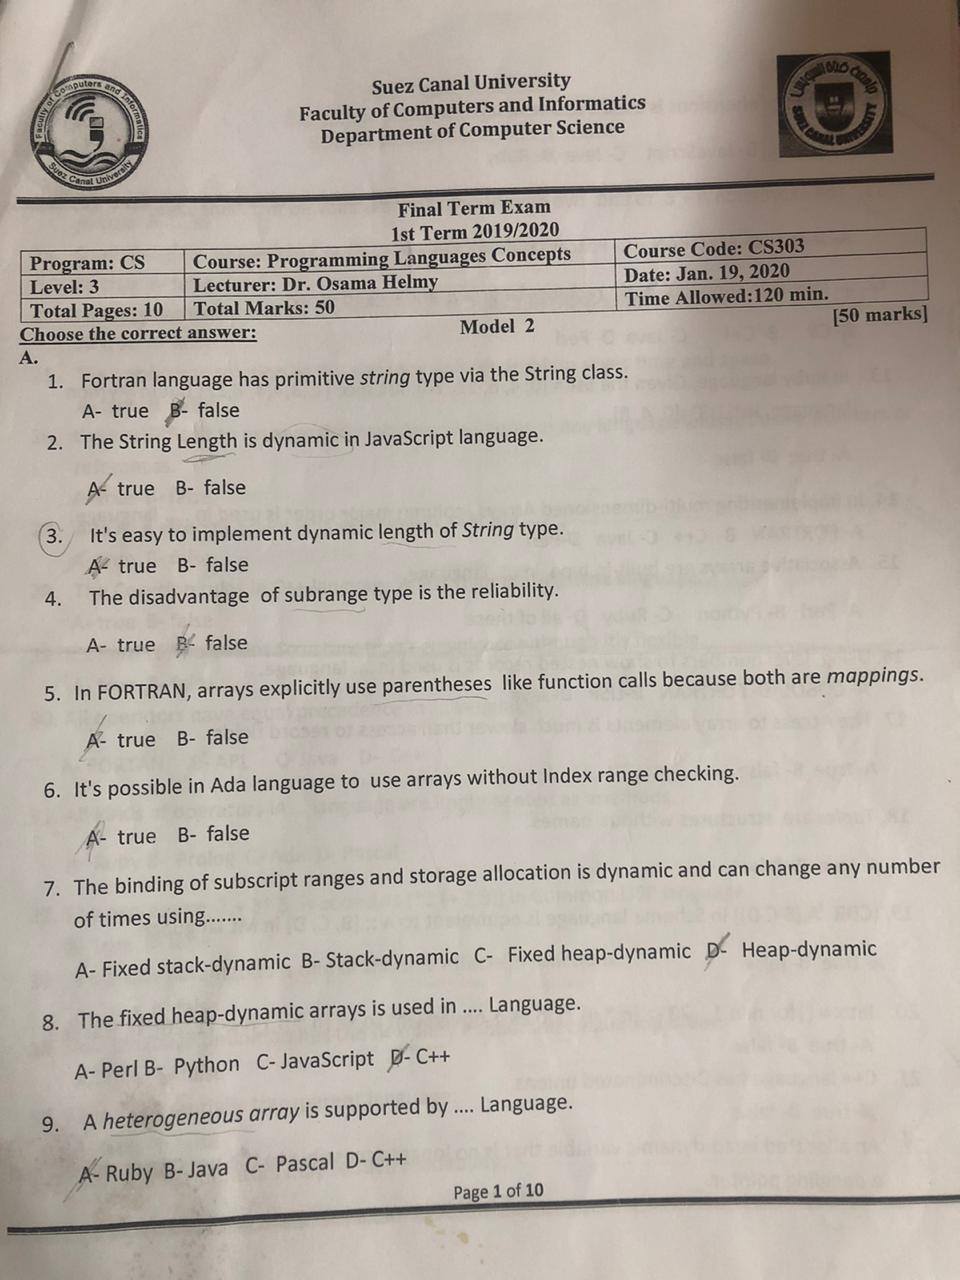 Faculty of Computers and Informatics
Suez Canal University
Suez Canal University
Faculty of Computers and Informatics
Department of Computer Science
SUEZ CANAL UNIVERSITY
Final Term Exam
1st Term 2019/2020
Program: CS Course: Programming Languages Concepts Course Code: CS303
Level: 3 Lecturer: Dr. Osama Helmy Date: Jan. 19, 2020
Total Pages: 10 Total Marks: 50 Time Allowed:120 min.
Choose the correct answer: Model 2 [50 marks]
A.
1. Fortran language has primitive string type via the String class.
A- true B- false
2. The String Length is dynamic in JavaScript language.
A- true B- false
3. It's easy to implement dynamic length of String type.
A- true B- false
4. The disadvantage of subrange type is the reliability.
A- true B- false
5. In FORTRAN, arrays explicitly use parentheses like function calls because both are mappings.
A- true B- false
6. It's possible in Ada language to use arrays without Index range checking.
A- true B- false
7. The binding of subscript ranges and storage allocation is dynamic and can change any number
of times using.......
A- Fixed stack-dynamic B- Stack-dynamic C- Fixed heap-dynamic D- Heap-dynamic
8. The fixed heap-dynamic arrays is used in .... Language.
A- Perl B- Python C- JavaScript D- C++
9. A heterogeneous array is supported by .... Language.
A- Ruby B- Java C- Pascal D- C++
Page 1 of 10